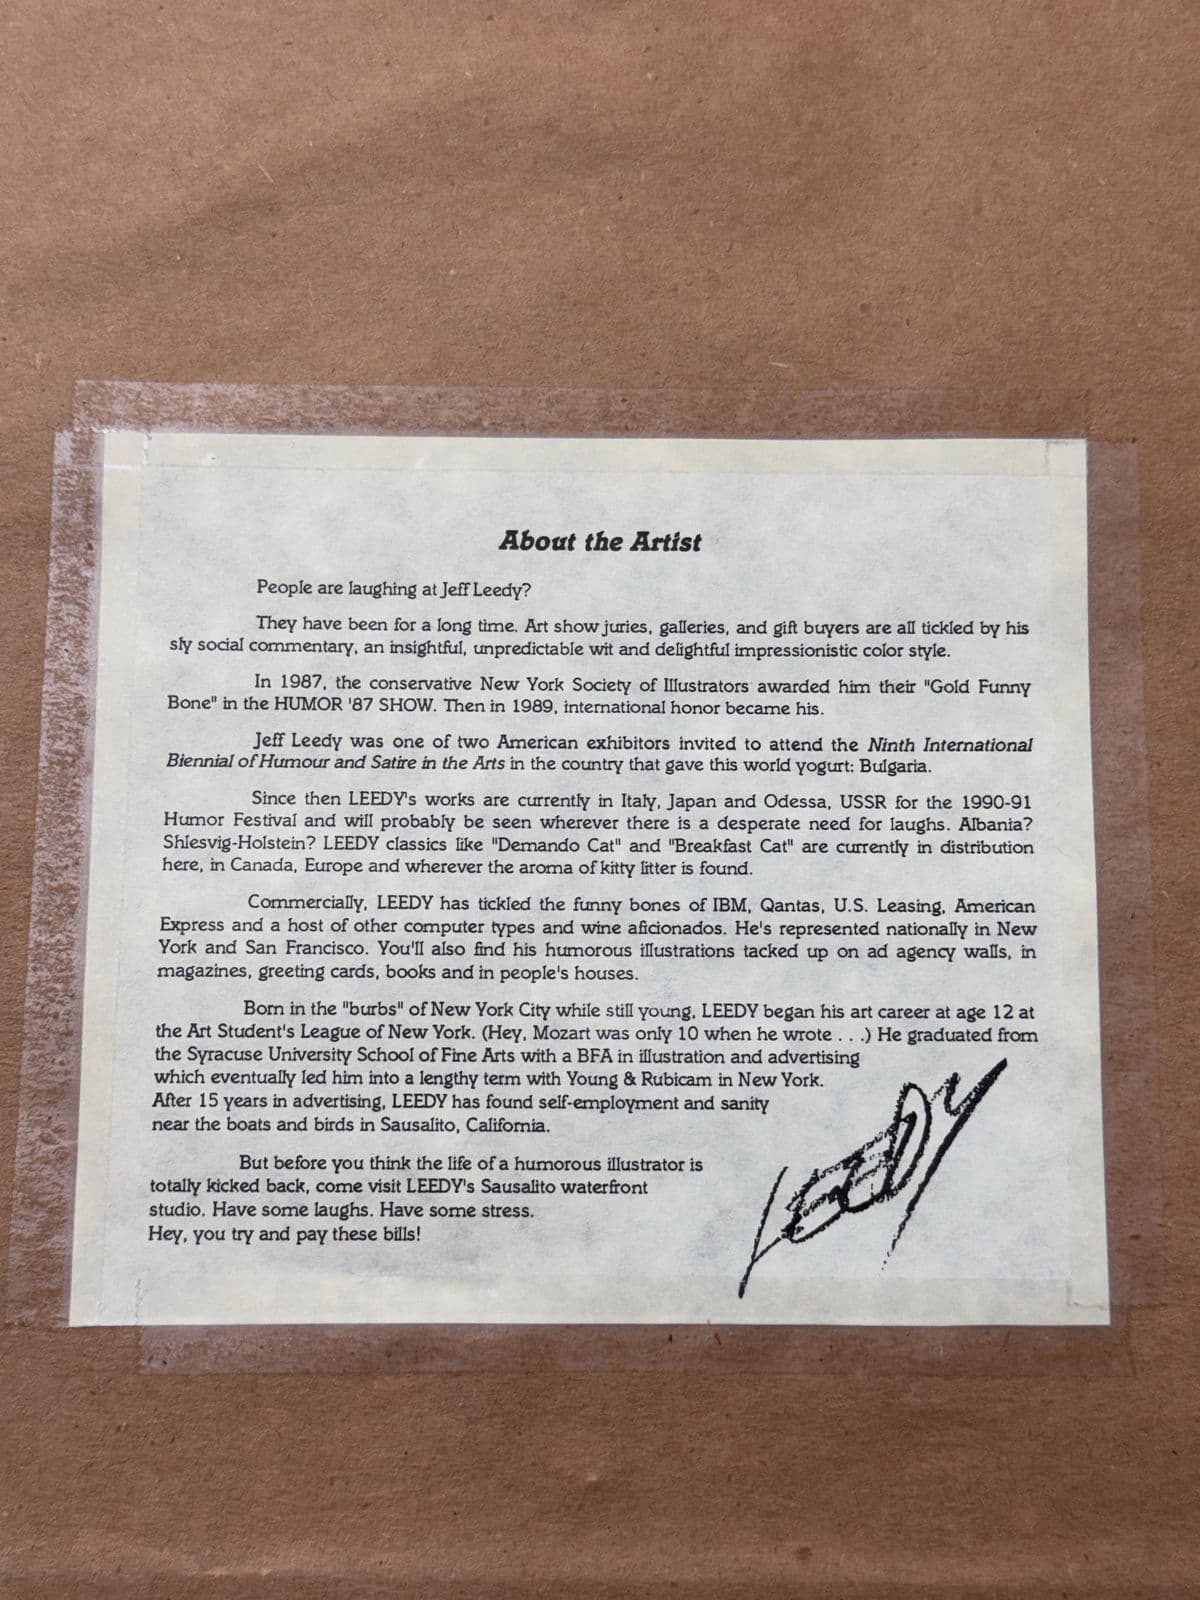 About the Artist
People are laughing at Jeff Leedy?
They have been for a long time. Art show juries, galleries, and gift buyers are all tickled by his
sly social commentary, an insightful, unpredictable wit and delightful impressionistic color style.
In 1987, the conservative New York Society of Illustrators awarded him their "Gold Funny
Bone" in the HUMOR '87 SHOW. Then in 1989, international honor became his.
Jeff Leedy was one of two American exhibitors invited to attend the Ninth International
Biennial of Humour and Satire in the Arts in the country that gave this world yogurt: Bulgaria.
Since then LEEDY's works are currently in Italy, Japan and Odessa, USSR for the 1990-91
Humor Festival and will probably be seen wherever there is a desperate need for laughs. Albania?
Shlesvig-Holstein? LEEDY classics like "Demando Cat" and "Breakfast Cat" are currently in distribution
here, in Canada, Europe and wherever the aroma of kitty litter is found.
Commercially, LEEDY has tickled the funny bones of IBM, Qantas, U.S. Leasing, American
Express and a host of other computer types and wine aficionados. He's represented nationally in New
York and San Francisco. You'll also find his humorous illustrations tacked up on ad agency walls, in
magazines, greeting cards, books and in people's houses.
Born in the "burbs" of New York City while still young, LEEDY began his art career at age 12 at
the Art Student's League of New York. (Hey, Mozart was only 10 when he wrote . . .) He graduated from
the Syracuse University School of Fine Arts with a BFA in illustration and advertising
which eventually led him into a lengthy term with Young & Rubicam in New York.
After 15 years in advertising, LEEDY has found self-employment and sanity
near the boats and birds in Sausalito, California.
But before you think the life of a humorous illustrator is
totally kicked back, come visit LEEDY's Sausalito waterfront
studio. Have some laughs. Have some stress.
Hey, you try and pay these bills!
Leedy